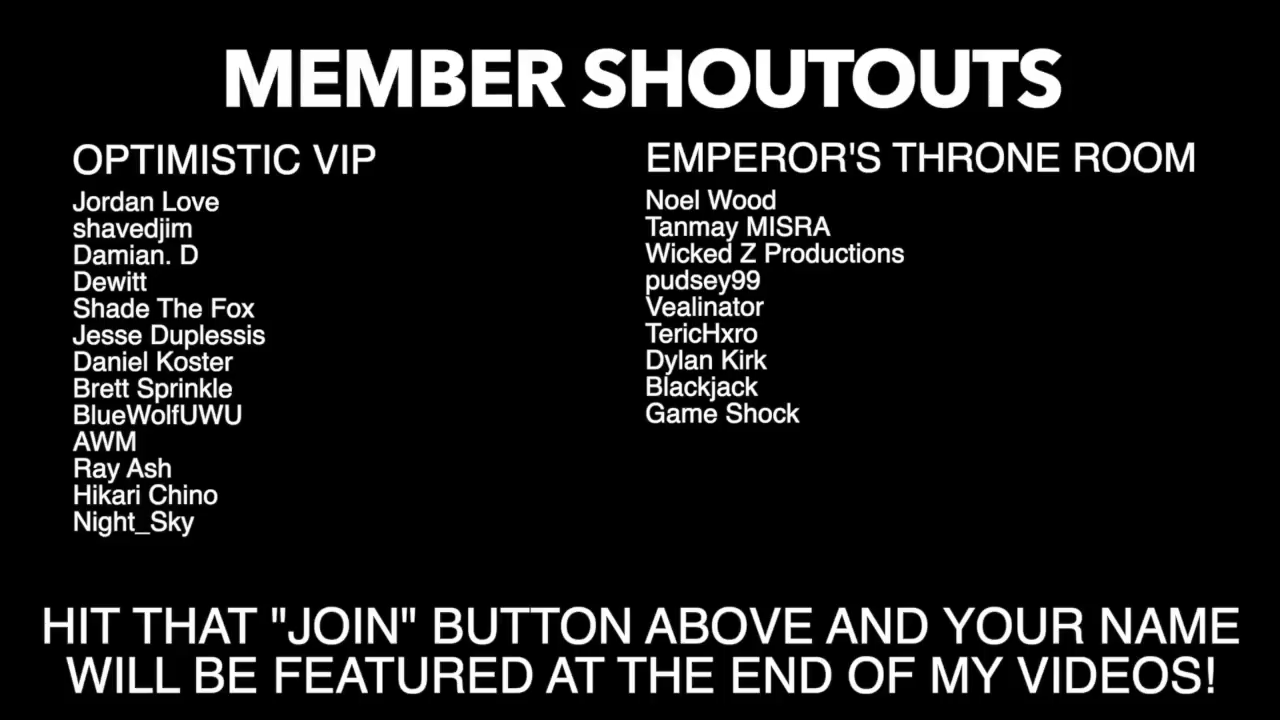 MEMBER SHOUTOUTS
OPTIMISTIC VIP
Jordan Love
shavedjim
Damian. D
Dewitt
Shade The Fox
Jesse Duplessis
Daniel Koster
Brett Sprinkle
BlueWolfUWU
AWM
Ray Ash
Hikari Chino
Night_Sky
EMPEROR'S THRONE ROOM
Noel Wood
Tanmay MISRA
Wicked Z Productions
pudsey99
Vealinator
TericHxro
Dylan Kirk
Blackjack
Game Shock
HIT THAT "JOIN" BUTTON ABOVE AND YOUR NAME
WILL BE FEATURED AT THE END OF MY VIDEOS!